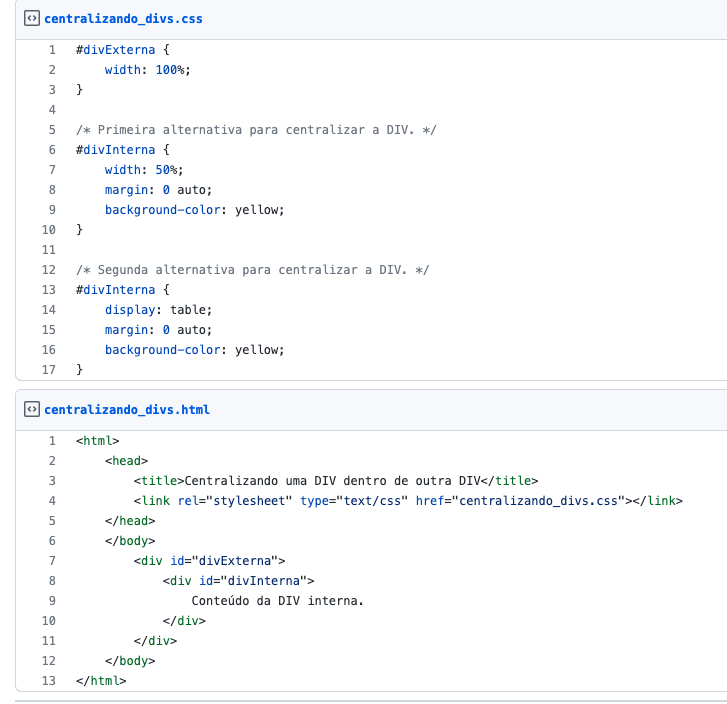 centralizando_divs.css
1 #divExterna {
2     width: 100%;
3 }
4
5 /* Primeira alternativa para centralizar a DIV. */
6 #divInterna {
7     width: 50%;
8     margin: 0 auto;
9     background-color: yellow;
10 }
11
12 /* Segunda alternativa para centralizar a DIV. */
13 #divInterna {
14     display: table;
15     margin: 0 auto;
16     background-color: yellow;
17 }
centralizando_divs.html
1 <html>
2     <head>
3         <title>Centralizando uma DIV dentro de outra DIV</title>
4         <link rel="stylesheet" type="text/css" href="centralizando_divs.css"></link>
5     </head>
6     </body>
7         <div id="divExterna">
8             <div id="divInterna">
9                 Conteúdo da DIV interna.
10             </div>
11         </div>
12     </body>
13 </html>